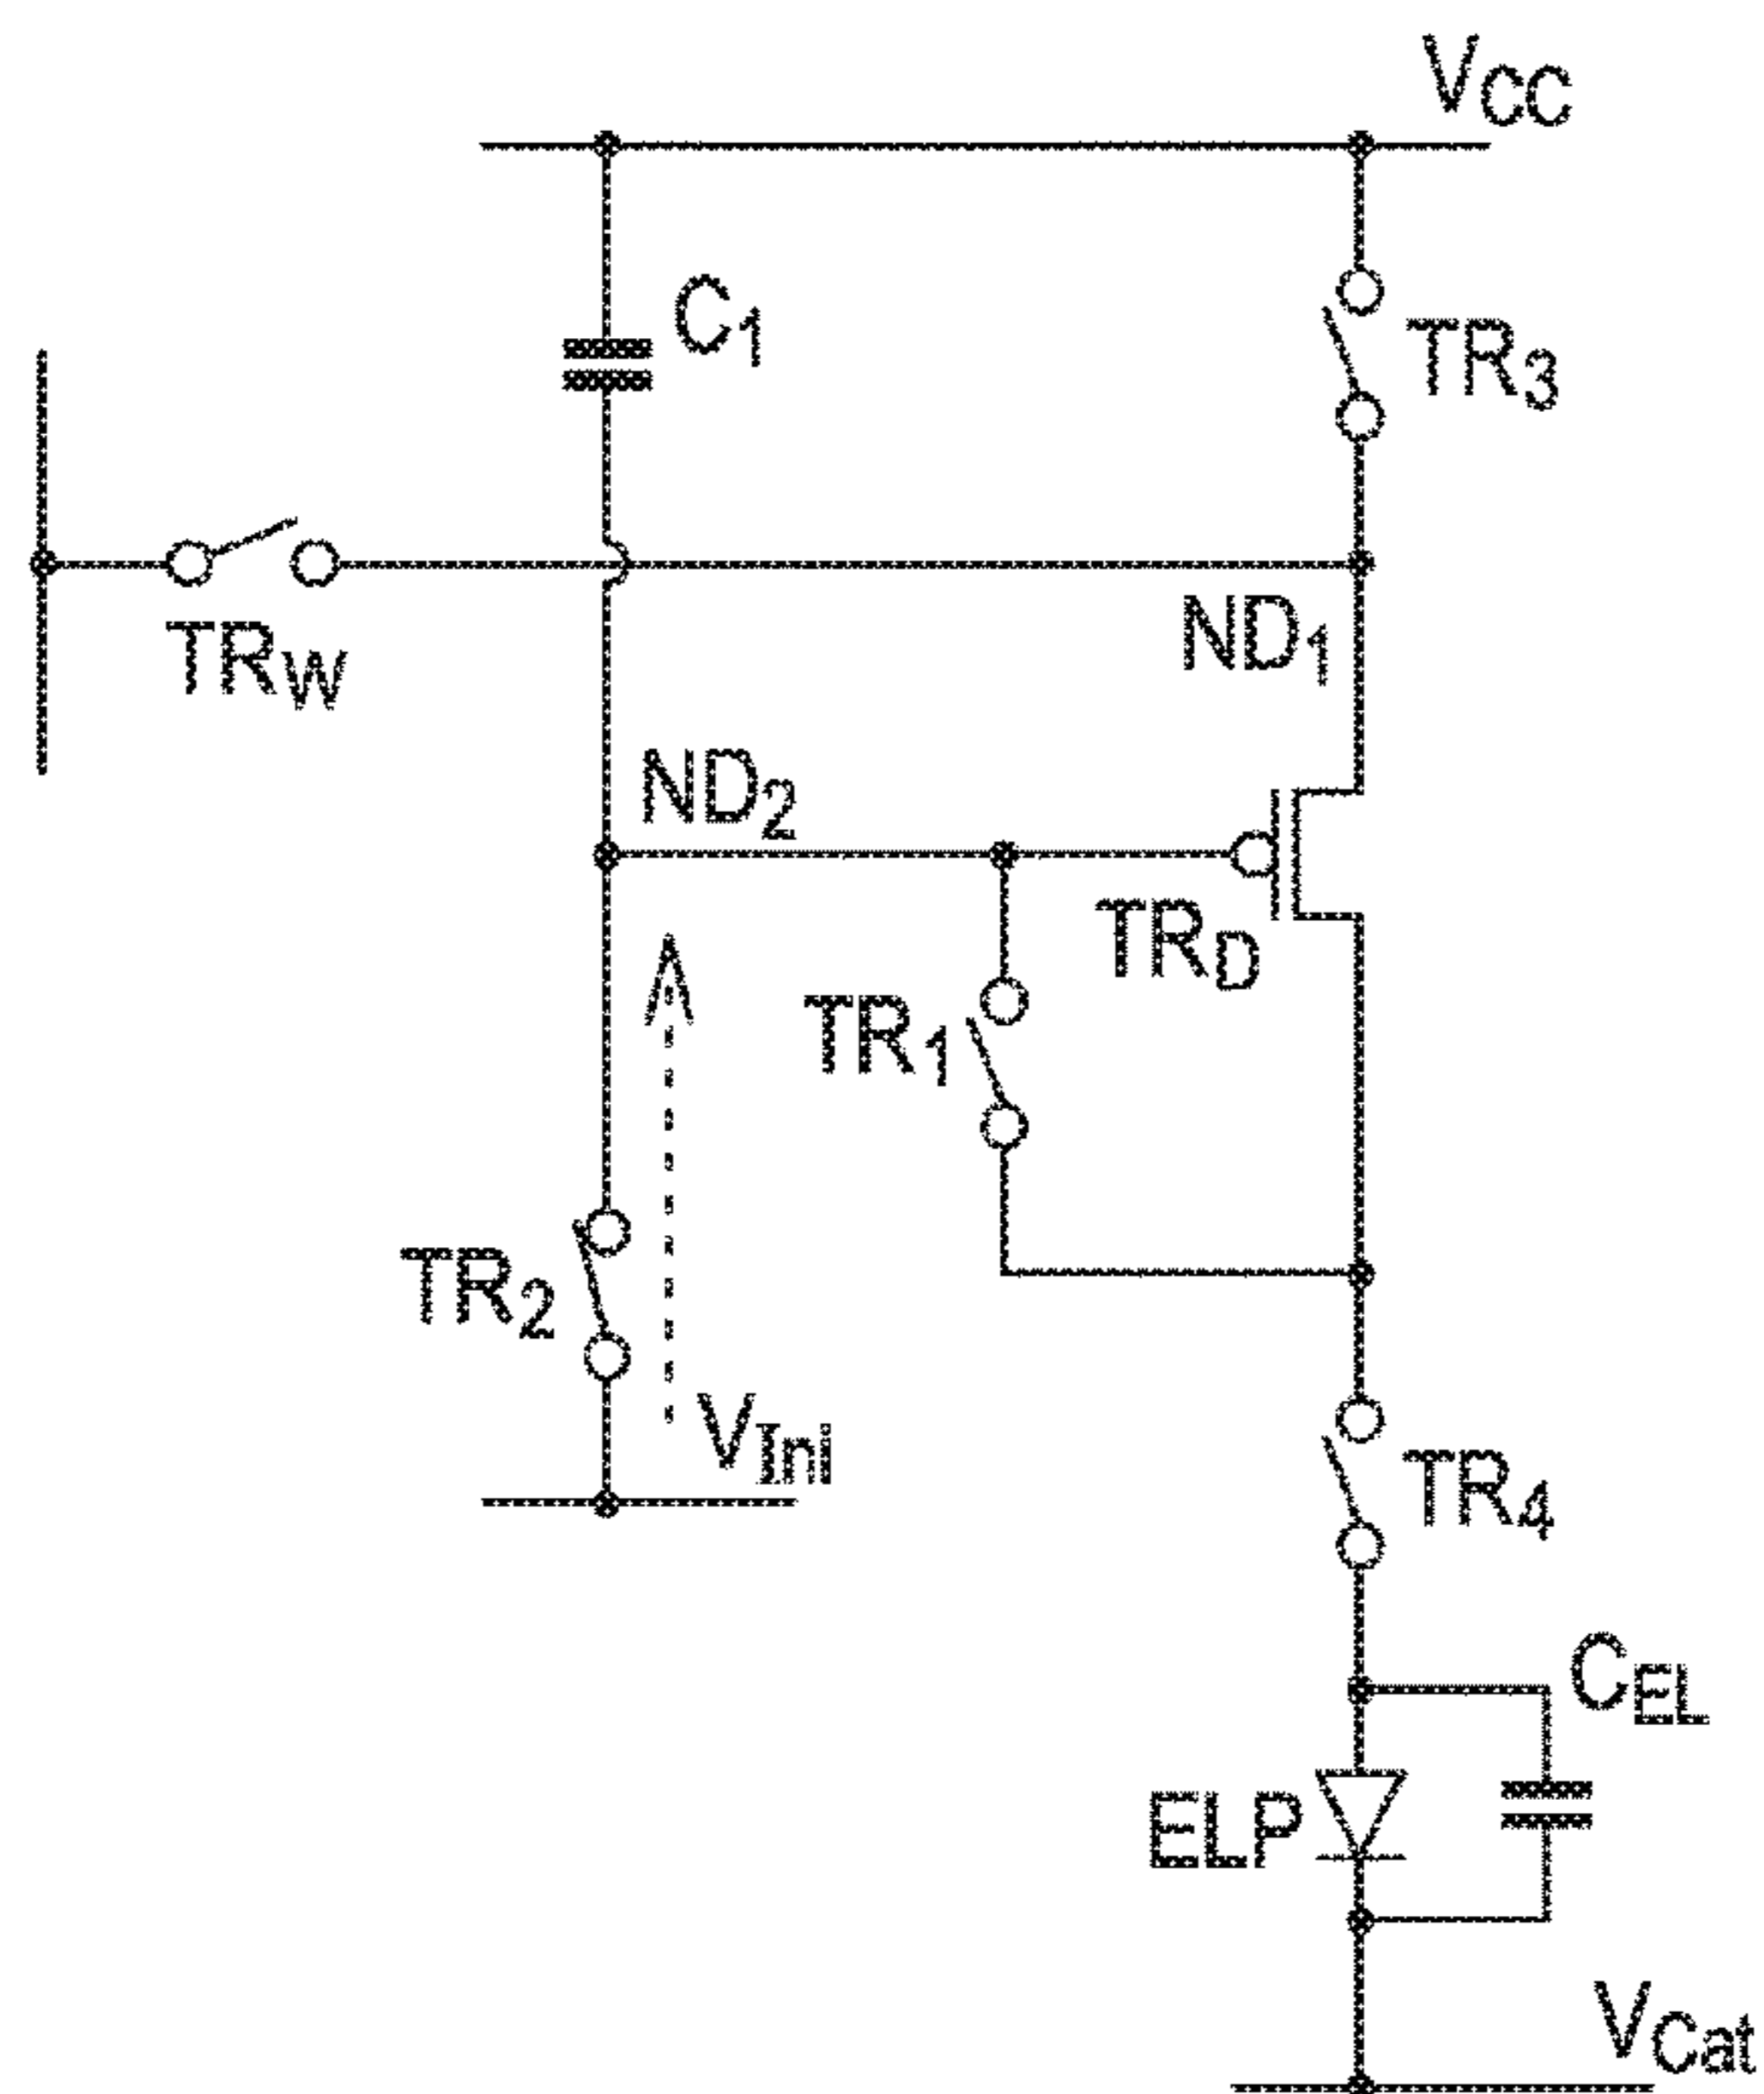 VCC
C1
TR3
TRW
ND1
ND2
TRD
TR1
TR2
VIni
TR4
CEL
ELP
VCat